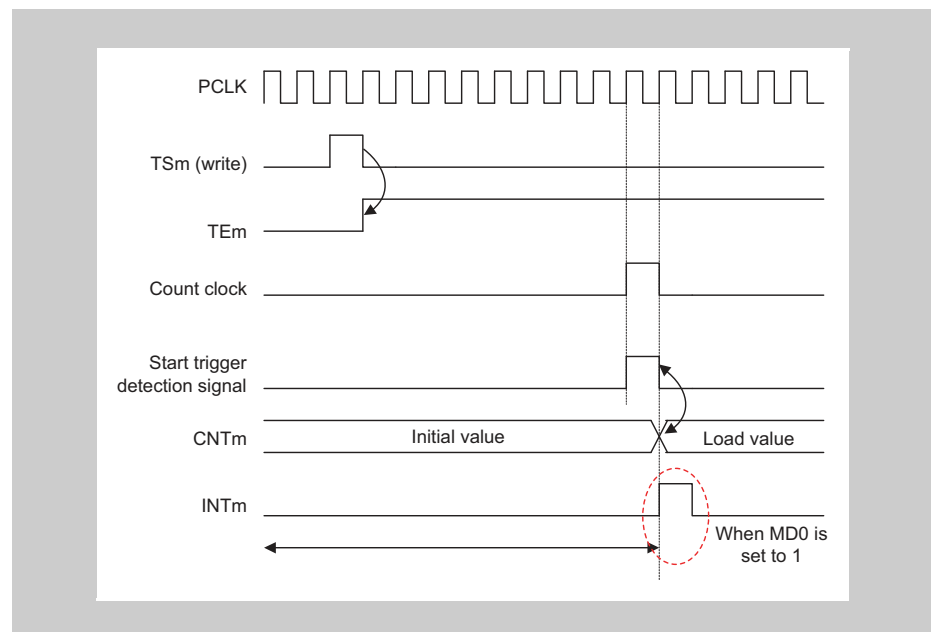 PCLK
TSm (write)
TEm
Count clock
Start trigger
detection signal
CNTm
Initial value
Load value
INTm
When MD0 is
set to 1